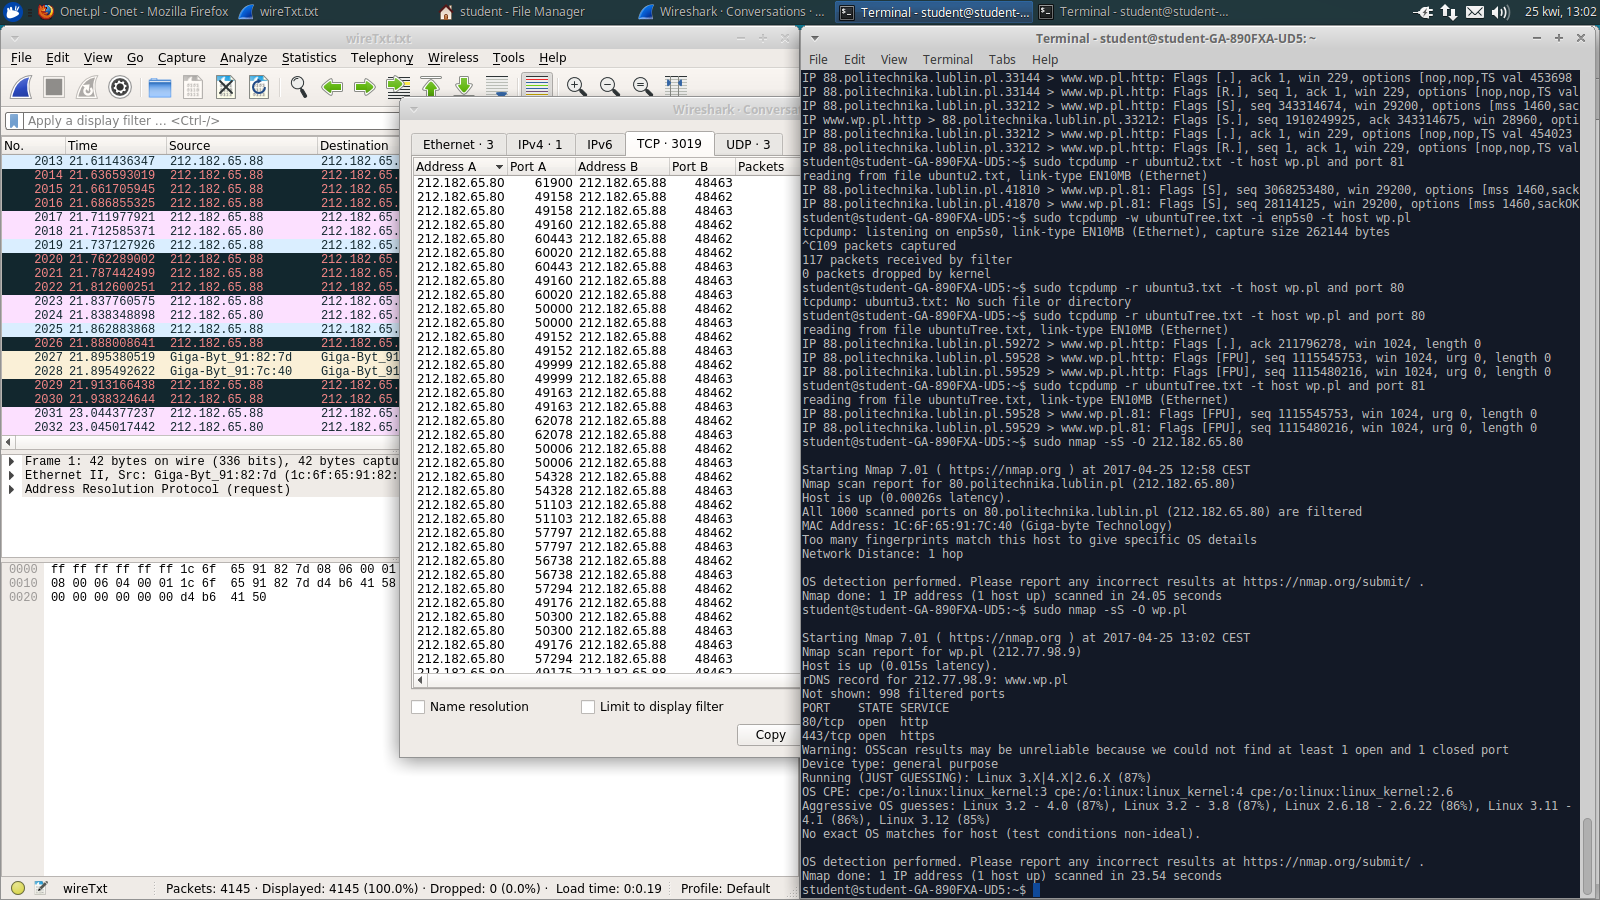 Onet.pl - Onet - Mozilla Firefox
wireTxt.txt
student - File Manager
Wireshark · Conversations · ...
Terminal - student@student-...
Terminal - student@student-...
25 kwi, 13:02
wireTxt.txt
File Edit View Go Capture Analyze Statistics Telephony Wireless Tools Help
Apply a display filter ... <Ctrl-/>
No. Time Source Destination
2013 21.611436347 212.182.65.88 212.182.65.
2014 21.636593019 212.182.65.88 212.182.65.
2015 21.661705945 212.182.65.88 212.182.65.
2016 21.686855325 212.182.65.88 212.182.65.
2017 21.711977921 212.182.65.88 212.182.65.
2018 21.712585371 212.182.65.80 212.182.65.
2019 21.737127926 212.182.65.88 212.182.65.
2020 21.762289002 212.182.65.88 212.182.65.
2021 21.787442499 212.182.65.88 212.182.65.
2022 21.812600251 212.182.65.88 212.182.65.
2023 21.837760575 212.182.65.88 212.182.65.
2024 21.838348898 212.182.65.80 212.182.65.
2025 21.862883868 212.182.65.88 212.182.65.
2026 21.888008641 212.182.65.88 212.182.65.
2027 21.895380519 Giga-Byt_91:82:7d Giga-Byt_91
2028 21.895492622 Giga-Byt_91:7c:40 Giga-Byt_91
2029 21.913166438 212.182.65.88 212.182.65.
2030 21.938324644 212.182.65.88 212.182.65.
2031 23.044377237 212.182.65.88 212.182.65.
2032 23.045017442 212.182.65.80 212.182.65.
Frame 1: 42 bytes on wire (336 bits), 42 bytes captu
Ethernet II, Src: Giga-Byt_91:82:7d (1c:6f:65:91:82:
Address Resolution Protocol (request)
0000 ff ff ff ff ff ff 1c 6f 65 91 82 7d 08 06 00 01
0010 08 00 06 04 00 01 1c 6f 65 91 82 7d d4 b6 41 58
0020 00 00 00 00 00 00 d4 b6 41 50
wireTxt
Packets: 4145 · Displayed: 4145 (100.0%) · Dropped: 0 (0.0%) · Load time: 0:0.19
Profile: Default
Wireshark · Conversa
Ethernet · 3 IPv4 · 1 IPv6 TCP · 3019 UDP · 3
Address A Port A Address B Port B Packets
212.182.65.80 61900 212.182.65.88 48463
212.182.65.80 49158 212.182.65.88 48462
212.182.65.80 49158 212.182.65.88 48463
212.182.65.80 49160 212.182.65.88 48462
212.182.65.80 60443 212.182.65.88 48463
212.182.65.80 60020 212.182.65.88 48462
212.182.65.80 60443 212.182.65.88 48462
212.182.65.80 49160 212.182.65.88 48463
212.182.65.80 60020 212.182.65.88 48463
212.182.65.80 50000 212.182.65.88 48462
212.182.65.80 50000 212.182.65.88 48463
212.182.65.80 49152 212.182.65.88 48462
212.182.65.80 49152 212.182.65.88 48463
212.182.65.80 49999 212.182.65.88 48462
212.182.65.80 49999 212.182.65.88 48463
212.182.65.80 49163 212.182.65.88 48462
212.182.65.80 49163 212.182.65.88 48463
212.182.65.80 62078 212.182.65.88 48462
212.182.65.80 62078 212.182.65.88 48463
212.182.65.80 50006 212.182.65.88 48462
212.182.65.80 50006 212.182.65.88 48463
212.182.65.80 54328 212.182.65.88 48462
212.182.65.80 54328 212.182.65.88 48463
212.182.65.80 51103 212.182.65.88 48462
212.182.65.80 51103 212.182.65.88 48463
212.182.65.80 57797 212.182.65.88 48462
212.182.65.80 57797 212.182.65.88 48463
212.182.65.80 56738 212.182.65.88 48462
212.182.65.80 56738 212.182.65.88 48463
212.182.65.80 57294 212.182.65.88 48462
212.182.65.80 49176 212.182.65.88 48462
212.182.65.80 50300 212.182.65.88 48462
212.182.65.80 50300 212.182.65.88 48463
212.182.65.80 49176 212.182.65.88 48463
212.182.65.80 57294 212.182.65.88 48463
212.182.65.80 49175 212.182.65.88 48462
Name resolution
Limit to display filter
Copy
Terminal - student@student-GA-890FXA-UD5: ~
File Edit View Terminal Tabs Help
IP 88.politechnika.lublin.pl.33144 > www.wp.pl.http: Flags [.], ack 1, win 229, options [nop,nop,TS val 453698
IP 88.politechnika.lublin.pl.33144 > www.wp.pl.http: Flags [R.], seq 1, ack 1, win 229, options [nop,nop,TS val
IP 88.politechnika.lublin.pl.33212 > www.wp.pl.http: Flags [S], seq 343314674, win 29200, options [mss 1460,sac
IP www.wp.pl.http > 88.politechnika.lublin.pl.33212: Flags [S.], seq 1910249925, ack 343314675, win 28960, opti
IP 88.politechnika.lublin.pl.33212 > www.wp.pl.http: Flags [.], ack 1, win 229, options [nop,nop,TS val 454023
IP 88.politechnika.lublin.pl.33212 > www.wp.pl.http: Flags [R.], seq 1, ack 1, win 229, options [nop,nop,TS val
student@student-GA-890FXA-UD5:~$ sudo tcpdump -r ubuntu2.txt -t host wp.pl and port 81
reading from file ubuntu2.txt, link-type EN10MB (Ethernet)
IP 88.politechnika.lublin.pl.41810 > www.wp.pl.81: Flags [S], seq 3068253480, win 29200, options [mss 1460,sack
IP 88.politechnika.lublin.pl.41870 > www.wp.pl.81: Flags [S], seq 28114125, win 29200, options [mss 1460,sackOK
student@student-GA-890FXA-UD5:~$ sudo tcpdump -w ubuntuTree.txt -i enp5s0 -t host wp.pl
tcpdump: listening on enp5s0, link-type EN10MB (Ethernet), capture size 262144 bytes
^C109 packets captured
117 packets received by filter
0 packets dropped by kernel
student@student-GA-890FXA-UD5:~$ sudo tcpdump -r ubuntu3.txt -t host wp.pl and port 80
tcpdump: ubuntu3.txt: No such file or directory
student@student-GA-890FXA-UD5:~$ sudo tcpdump -r ubuntuTree.txt -t host wp.pl and port 80
reading from file ubuntuTree.txt, link-type EN10MB (Ethernet)
IP 88.politechnika.lublin.pl.59272 > www.wp.pl.http: Flags [.], ack 211796278, win 1024, length 0
IP 88.politechnika.lublin.pl.59528 > www.wp.pl.http: Flags [FPU], seq 1115545753, win 1024, urg 0, length 0
IP 88.politechnika.lublin.pl.59529 > www.wp.pl.http: Flags [FPU], seq 1115480216, win 1024, urg 0, length 0
student@student-GA-890FXA-UD5:~$ sudo tcpdump -r ubuntuTree.txt -t host wp.pl and port 81
reading from file ubuntuTree.txt, link-type EN10MB (Ethernet)
IP 88.politechnika.lublin.pl.59528 > www.wp.pl.81: Flags [FPU], seq 1115545753, win 1024, urg 0, length 0
IP 88.politechnika.lublin.pl.59529 > www.wp.pl.81: Flags [FPU], seq 1115480216, win 1024, urg 0, length 0
student@student-GA-890FXA-UD5:~$ sudo nmap -sS -O 212.182.65.80
Starting Nmap 7.01 ( https://nmap.org ) at 2017-04-25 12:58 CEST
Nmap scan report for 80.politechnika.lublin.pl (212.182.65.80)
Host is up (0.00026s latency).
All 1000 scanned ports on 80.politechnika.lublin.pl (212.182.65.80) are filtered
MAC Address: 1C:6F:65:91:7C:40 (Giga-byte Technology)
Too many fingerprints match this host to give specific OS details
Network Distance: 1 hop
OS detection performed. Please report any incorrect results at https://nmap.org/submit/ .
Nmap done: 1 IP address (1 host up) scanned in 24.05 seconds
student@student-GA-890FXA-UD5:~$ sudo nmap -sS -O wp.pl
Starting Nmap 7.01 ( https://nmap.org ) at 2017-04-25 13:02 CEST
Nmap scan report for wp.pl (212.77.98.9)
Host is up (0.015s latency).
rDNS record for 212.77.98.9: www.wp.pl
Not shown: 998 filtered ports
PORT STATE SERVICE
80/tcp open http
443/tcp open https
Warning: OSScan results may be unreliable because we could not find at least 1 open and 1 closed port
Device type: general purpose
Running (JUST GUESSING): Linux 3.X|4.X|2.6.X (87%)
OS CPE: cpe:/o:linux:linux_kernel:3 cpe:/o:linux:linux_kernel:4 cpe:/o:linux:linux_kernel:2.6
Aggressive OS guesses: Linux 3.2 - 4.0 (87%), Linux 3.2 - 3.8 (87%), Linux 2.6.18 - 2.6.22 (86%), Linux 3.11 -
4.1 (86%), Linux 3.12 (85%)
No exact OS matches for host (test conditions non-ideal).
OS detection performed. Please report any incorrect results at https://nmap.org/submit/ .
Nmap done: 1 IP address (1 host up) scanned in 23.54 seconds
student@student-GA-890FXA-UD5:~$